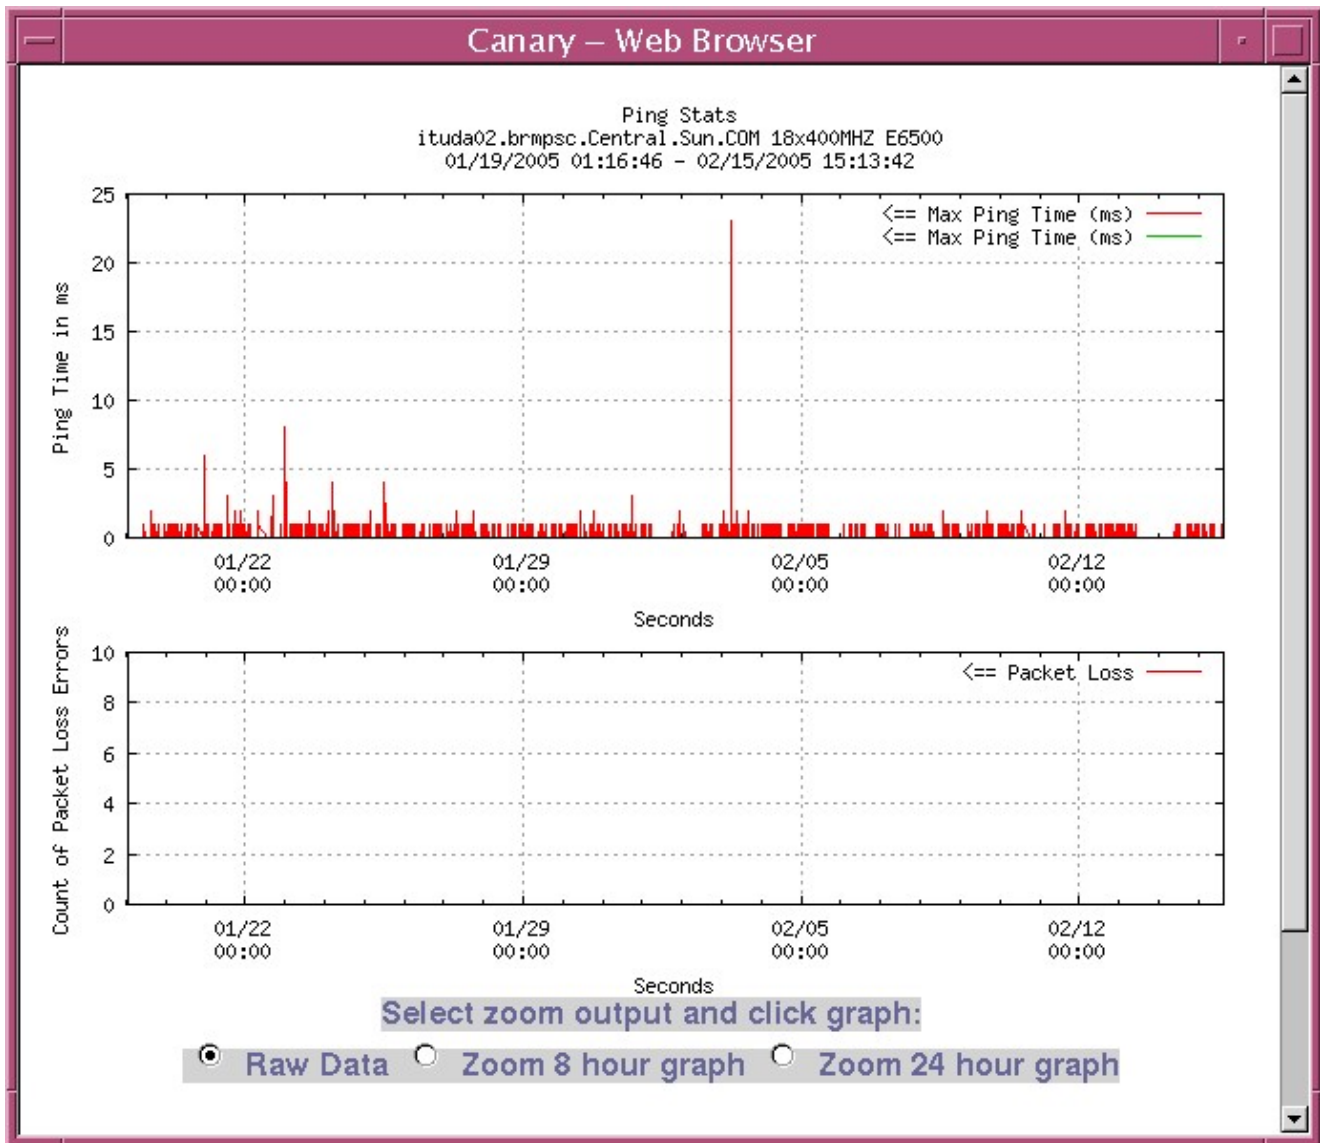 Canary – Web Browser
Ping Stats
ituda02.brmpsc.Central.Sun.COM 18x400MHZ E6500
01/19/2005 01:16:46 - 02/15/2005 15:13:42
<== Max Ping Time (ms)
<== Max Ping Time (ms)
Ping Time in ms
25
20
15
10
5
0
01/22 01/29 02/05 02/12
00:00 00:00 00:00 00:00
Seconds
<== Packet Loss
Count of Packet Loss Errors
10
8
6
4
2
0
01/22 01/29 02/05 02/12
00:00 00:00 00:00 00:00
Seconds
Select zoom output and click graph:
Raw Data Zoom 8 hour graph Zoom 24 hour graph